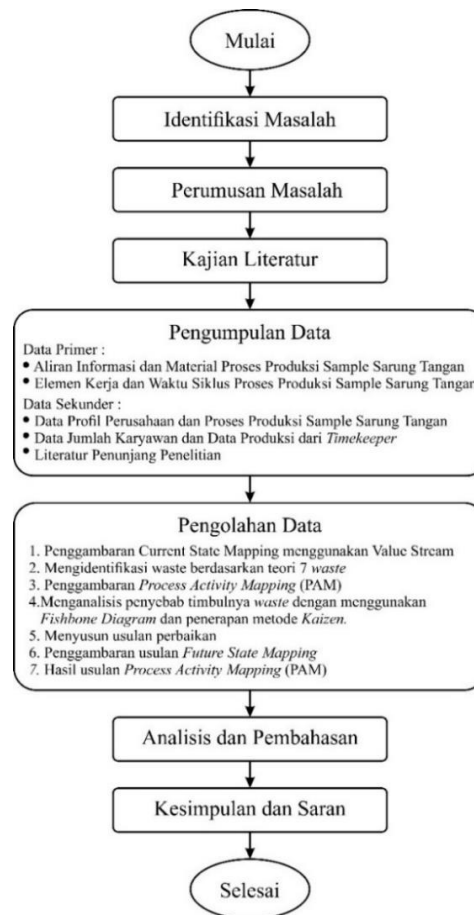 Mulai
Identifikasi Masalah
Perumusan Masalah
Kajian Literatur
Pengumpulan Data
Data Primer :
• Aliran Informasi dan Material Proses Produksi Sample Sarung Tangan
• Elemen Kerja dan Waktu Siklus Proses Produksi Sample Sarung Tangan
Data Sekunder :
• Data Profil Perusahaan dan Proses Produksi Sample Sarung Tangan
• Data Jumlah Karyawan dan Data Produksi dari Timekeeper
• Literatur Penunjang Penelitian
Pengolahan Data
1. Penggambaran Current State Mapping menggunakan Value Stream
2. Mengidentifikasi waste berdasarkan teori 7 waste
3. Penggambaran Process Activity Mapping (PAM)
4.Menganalisis penyebab timbulnya waste dengan menggunakan
Fishbone Diagram dan penerapan metode Kaizen.
5. Menyusun usulan perbaikan
6. Penggambaran usulan Future State Mapping
7. Hasil usulan Process Activity Mapping (PAM)
Analisis dan Pembahasan
Kesimpulan dan Saran
Selesai